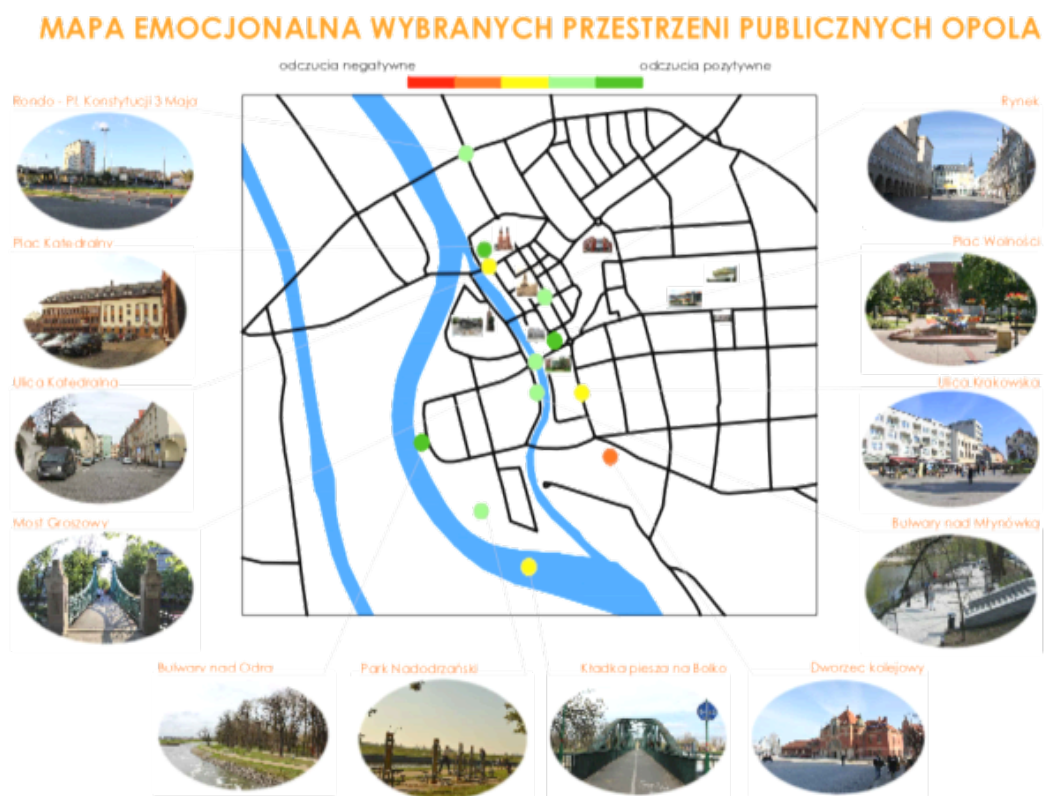 MAPA EMOCJONALNA WYBRANYCH PRZESTRZENI PUBLICZNYCH OPOLA
odczucia negatywne
odczucia pozytywne
Rondo - Pl. Konstytucji 3 Maja
Rynek
Plac Katedralny
Plac Wolności
Ulica Katedralna
Ulica Krakowska
Most Groszowy
Bulwary nad Młynówką
Bulwary nad Odrą
Park Nadodrzański
Kładka piesza na Bolko
Dworzec kolejowy